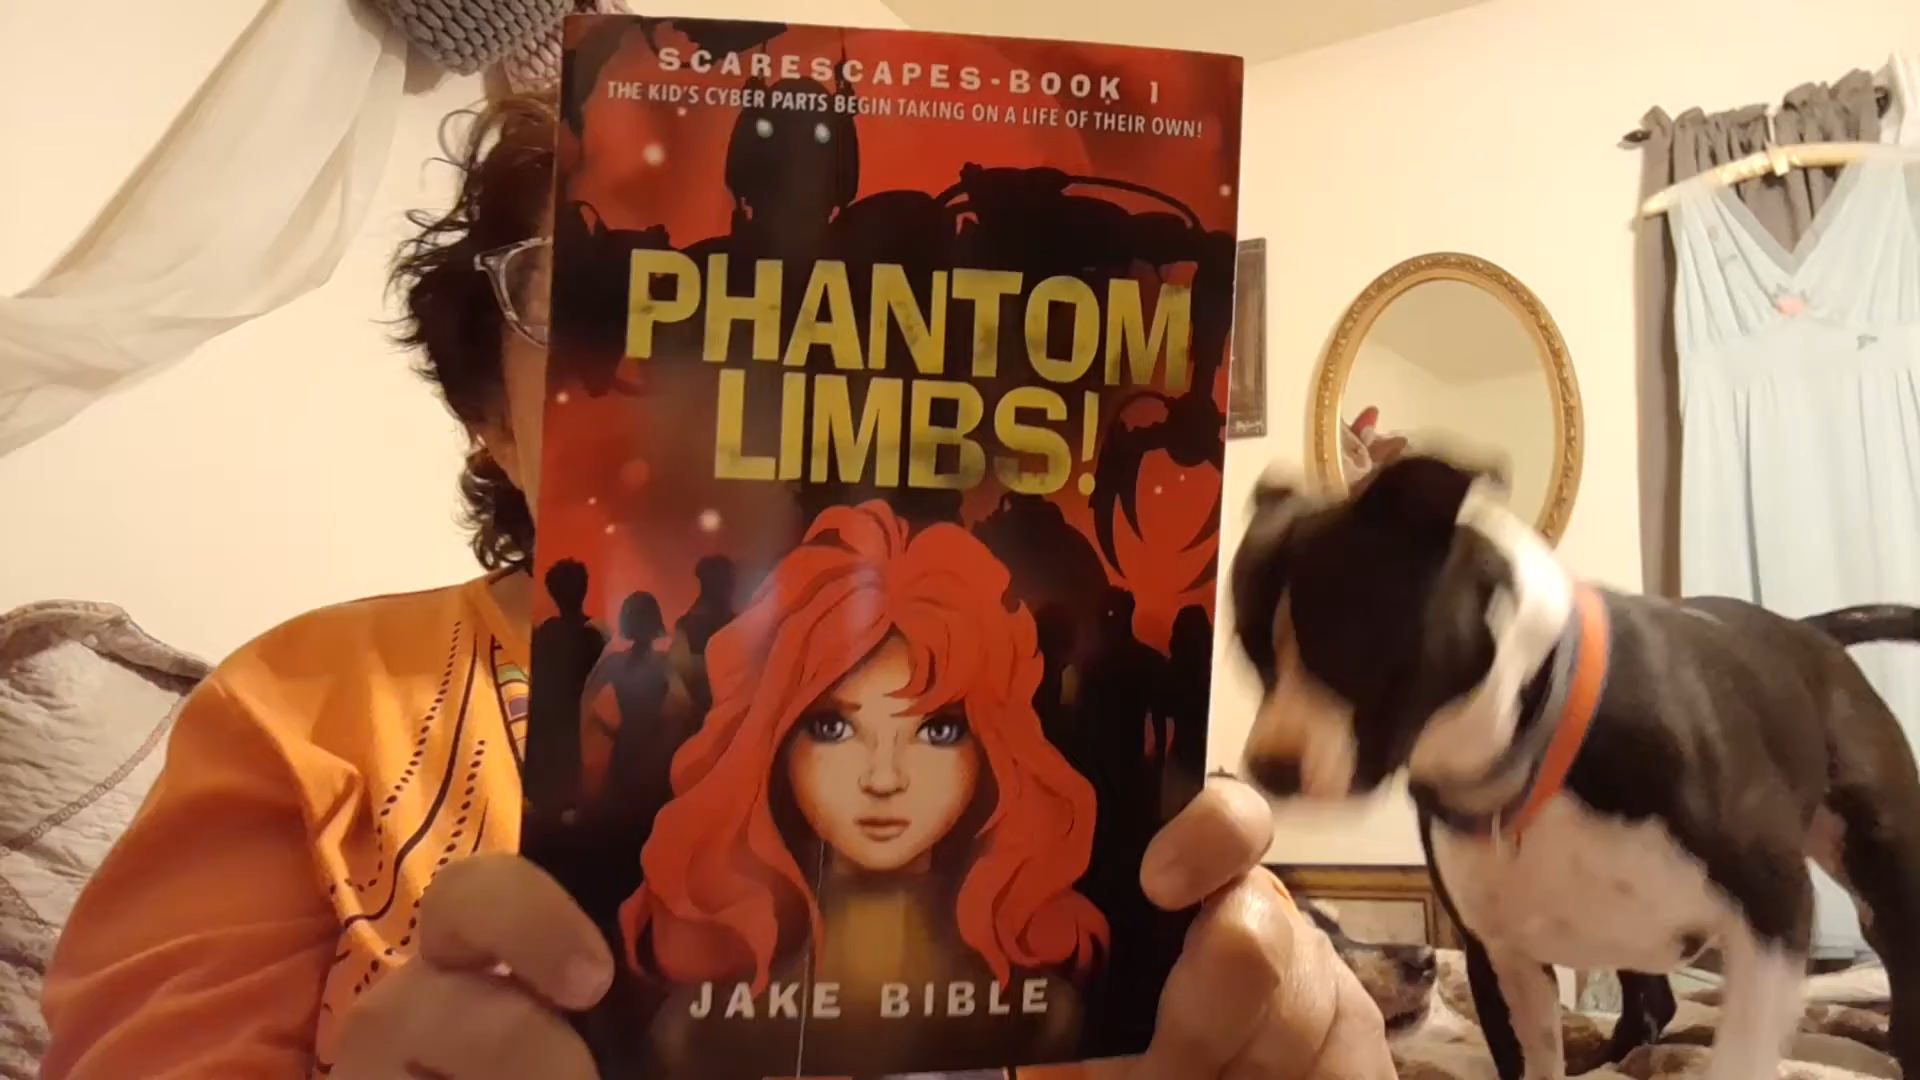 SCARESCAPES-BOOK 1
THE KID'S CYBER PARTS BEGIN TAKING ON A LIFE OF THEIR OWN!
PHANTOM
LIMBS!
JAKE BIBLE